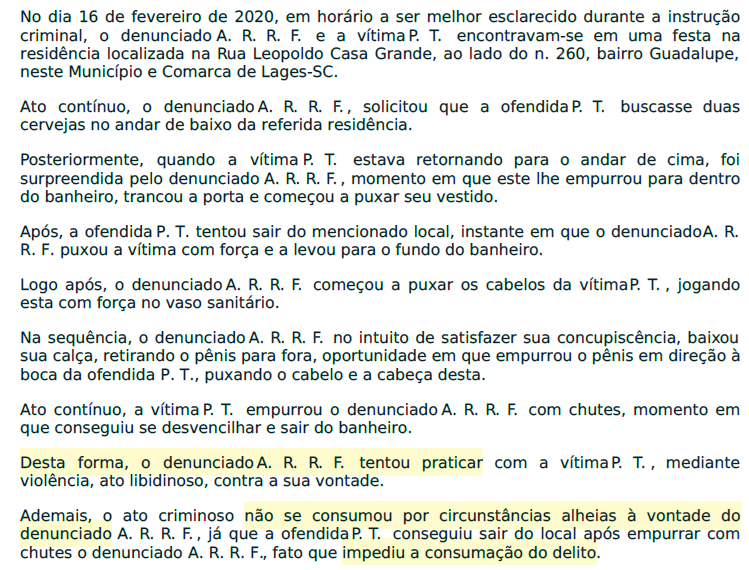 No dia 16 de fevereiro de 2020, em horário a ser melhor esclarecido durante a instrução
criminal, o denunciado A. R. R. F. e a vítima P. T. encontravam-se em uma festa na
residência localizada na Rua Leopoldo Casa Grande, ao lado do n. 260, bairro Guadalupe,
neste Município e Comarca de Lages-SC.
Ato contínuo, o denunciado A. R. R. F., solicitou que a ofendida P. T. buscasse duas
cervejas no andar de baixo da referida residência.
Posteriormente, quando a vítima P. T. estava retornando para o andar de cima, foi
surpreendida pelo denunciado A. R. R. F., momento em que este lhe empurrou para dentro
do banheiro, trancou a porta e começou a puxar seu vestido.
Após, a ofendida P. T. tentou sair do mencionado local, instante em que o denunciado A. R.
R. F. puxou a vítima com força e a levou para o fundo do banheiro.
Logo após, o denunciado A. R. R. F. começou a puxar os cabelos da vítima P. T., jogando
esta com força no vaso sanitário.
Na sequência, o denunciado A. R. R. F. no intuito de satisfazer sua concupiscência, baixou
sua calça, retirando o pênis para fora, oportunidade em que empurrou o pênis em direção à
boca da ofendida P. T., puxando o cabelo e a cabeça desta.
Ato contínuo, a vítima P. T. empurrou o denunciado A. R. R. F. com chutes, momento em
que conseguiu se desvencilhar e sair do banheiro.
Desta forma, o denunciado A. R. R. F. tentou praticar com a vítima P. T., mediante
violência, ato libidinoso, contra a sua vontade.
Ademais, o ato criminoso não se consumou por circunstâncias alheias à vontade do
denunciado A. R. R. F., já que a ofendida P. T. conseguiu sair do local após empurrar com
chutes o denunciado A. R. R. F., fato que impediu a consumação do delito.